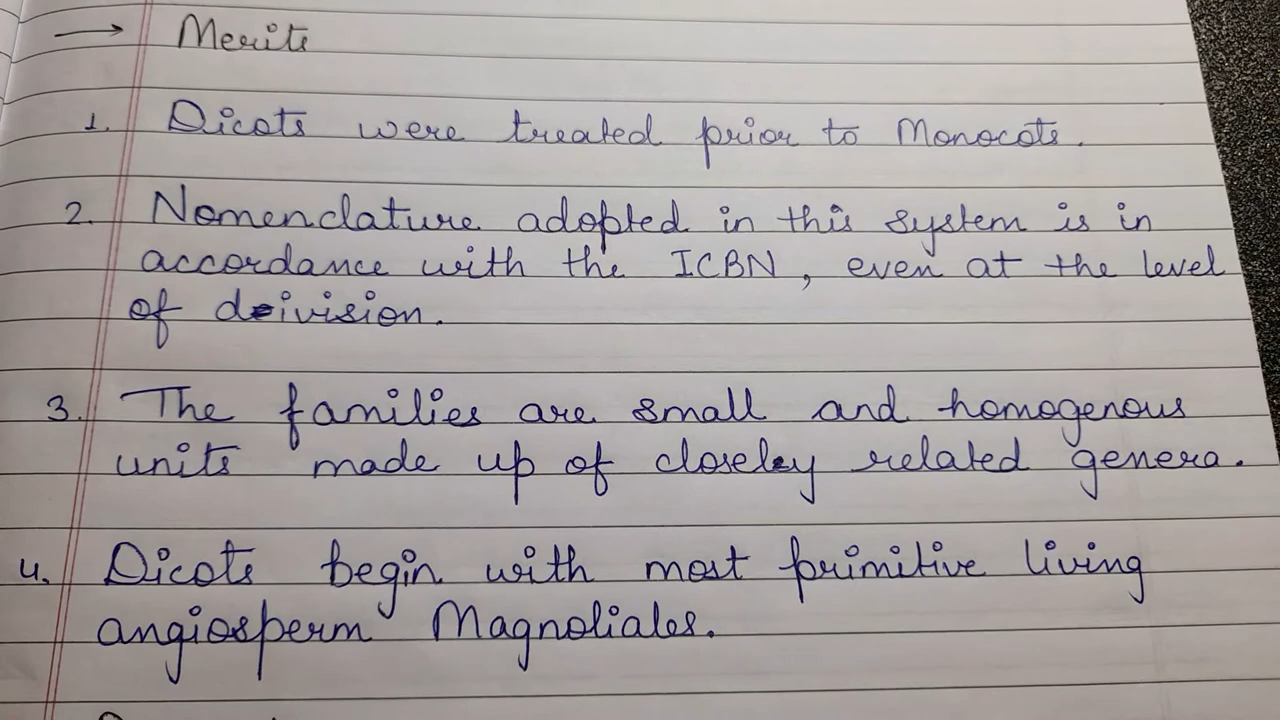 → Merits
1. Dicots were treated prior to Monocots.
2. Nomenclature adopted in this system is in
accordance with the ICBN, even at the level
of deivision.
3. The families are small and homogenous
units made up of closeley related genera.
4. Dicots begin with most primitive living
angiosperm Magnoliales.